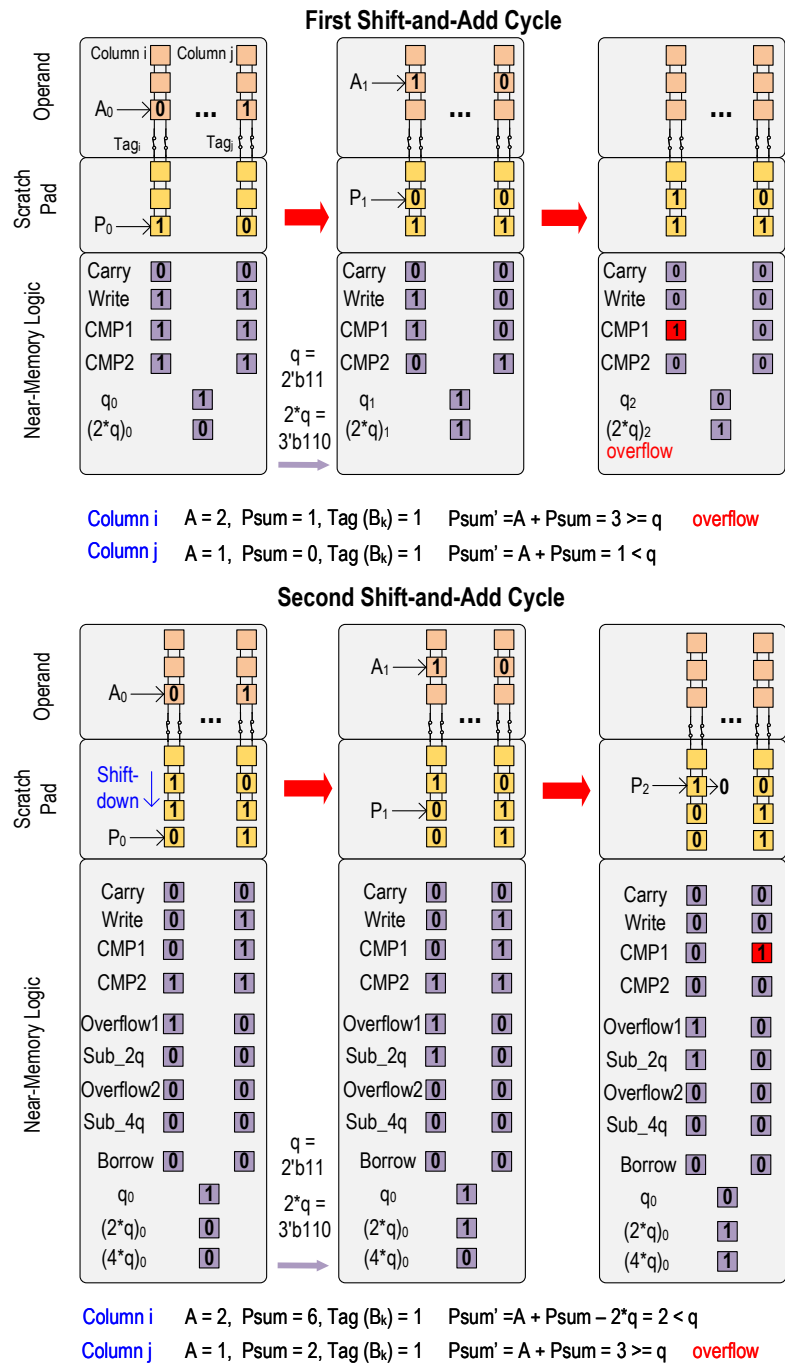 First Shift-and-Add Cycle
Operand
Column i Column j
A₀ 0 ... 1
Tagᵢ Tagⱼ
A₁ 1 0
...
...
Scratch Pad
P₀ 1 0
P₁ 0 0
1 1
1 0
1 1
Near-Memory Logic
Carry 0 0
Write 1 1
CMP1 1 1
CMP2 1 1
q₀ 1
(2*q)₀ 0
q =
2'b11
2*q =
3'b110
Carry 0 0
Write 1 0
CMP1 1 0
CMP2 0 1
q₁ 1
(2*q)₁ 1
Carry 0 0
Write 0 0
CMP1 1 0
CMP2 0 0
q₂ 0
(2*q)₂ 1
overflow
Column i A = 2, Psum = 1, Tag (Bₖ) = 1 Psum' =A + Psum = 3 >= q overflow
Column j A = 1, Psum = 0, Tag (Bₖ) = 1 Psum' = A + Psum = 1 < q
Second Shift-and-Add Cycle
Operand
A₀ 0 1
...
A₁ 1 0
...
...
Scratch Pad
Shift-
down
1 0
1 1
P₀ 0 1
1 0
P₁ 0 1
0 1
P₂ 1 0 0
0 1
0 1
Near-Memory Logic
Carry 0 0
Write 0 1
CMP1 0 1
CMP2 1 1
Overflow1 1 0
Sub_2q 0 0
Overflow2 0 0
Sub_4q 0 0
Borrow 0 0
q₀ 1
(2*q)₀ 0
(4*q)₀ 0
q =
2'b11
2*q =
3'b110
Carry 0 0
Write 0 1
CMP1 0 1
CMP2 1 1
Overflow1 1 0
Sub_2q 1 0
Overflow2 0 0
Sub_4q 0 0
Borrow 0 0
q₀ 1
(2*q)₀ 1
(4*q)₀ 0
Carry 0 0
Write 0 0
CMP1 0 1
CMP2 0 0
Overflow1 1 0
Sub_2q 1 0
Overflow2 0 0
Sub_4q 0 0
Borrow 0 0
q₀ 0
(2*q)₀ 1
(4*q)₀ 1
Column i A = 2, Psum = 6, Tag (Bₖ) = 1 Psum' =A + Psum – 2*q = 2 < q
Column j A = 1, Psum = 2, Tag (Bₖ) = 1 Psum' = A + Psum = 3 >= q overflow